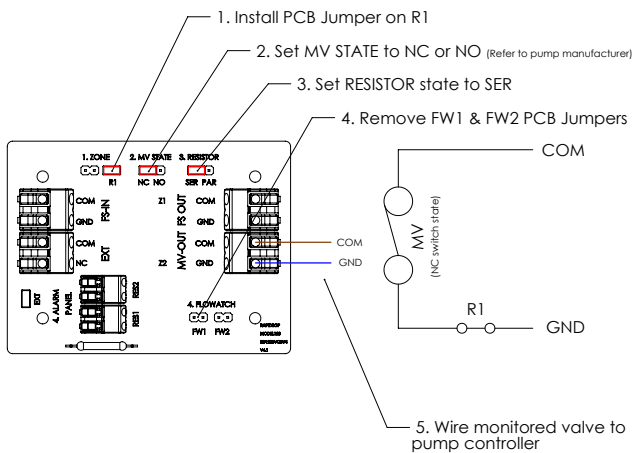 1. Install PCB Jumper on R1
2. Set MV STATE to NC or NO (Refer to pump manufacturer)
3. Set RESISTOR state to SER
4. Remove FW1 & FW2 PCB Jumpers
1. ZONE
2. MV STATE
3. RESISTOR
R1
NC NO
SER PAR
COM
GND
FS-IN
COM
NC
EXT
Z1
COM
GND
FS OUT
Z2
COM
GND
MV-OUT
COM
GND
EXT
4. ALARM
PANEL
RES2
RES1
4. FLOWATCH
FW1 FW2
COM
MV
(NC switch state)
R1
GND
5. Wire monitored valve to
pump controller